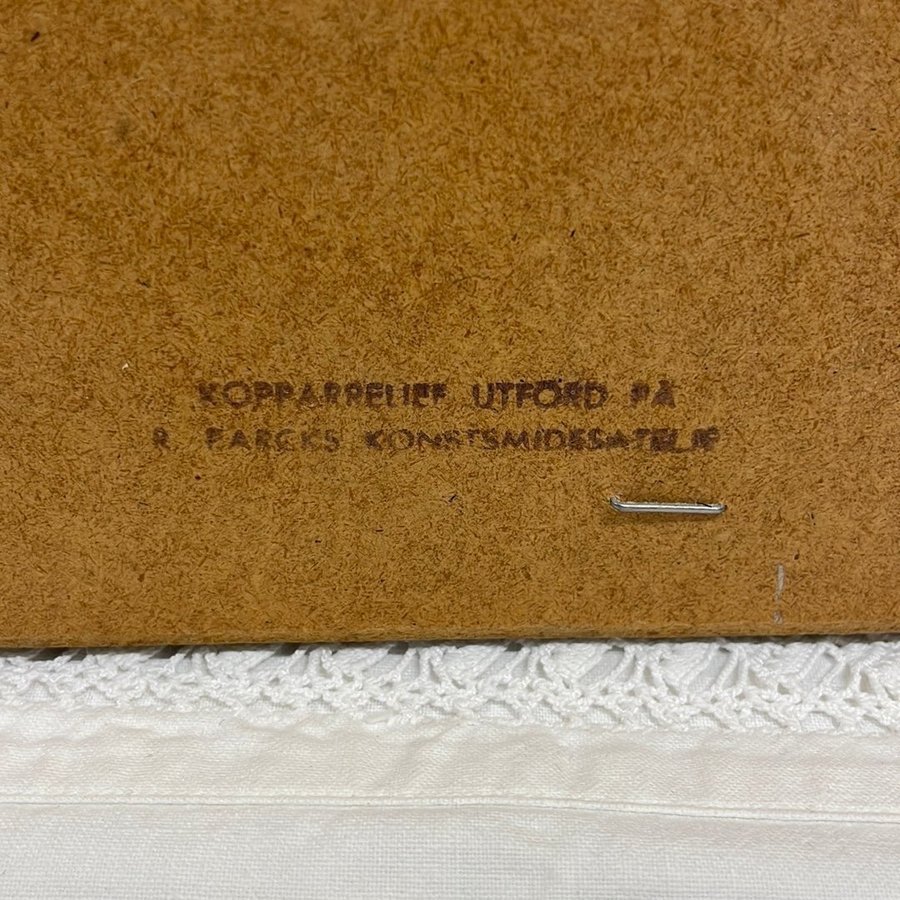 KOPPARRELIEF UTFÖRD PÅ
R. KONSTSMIDESATELJE